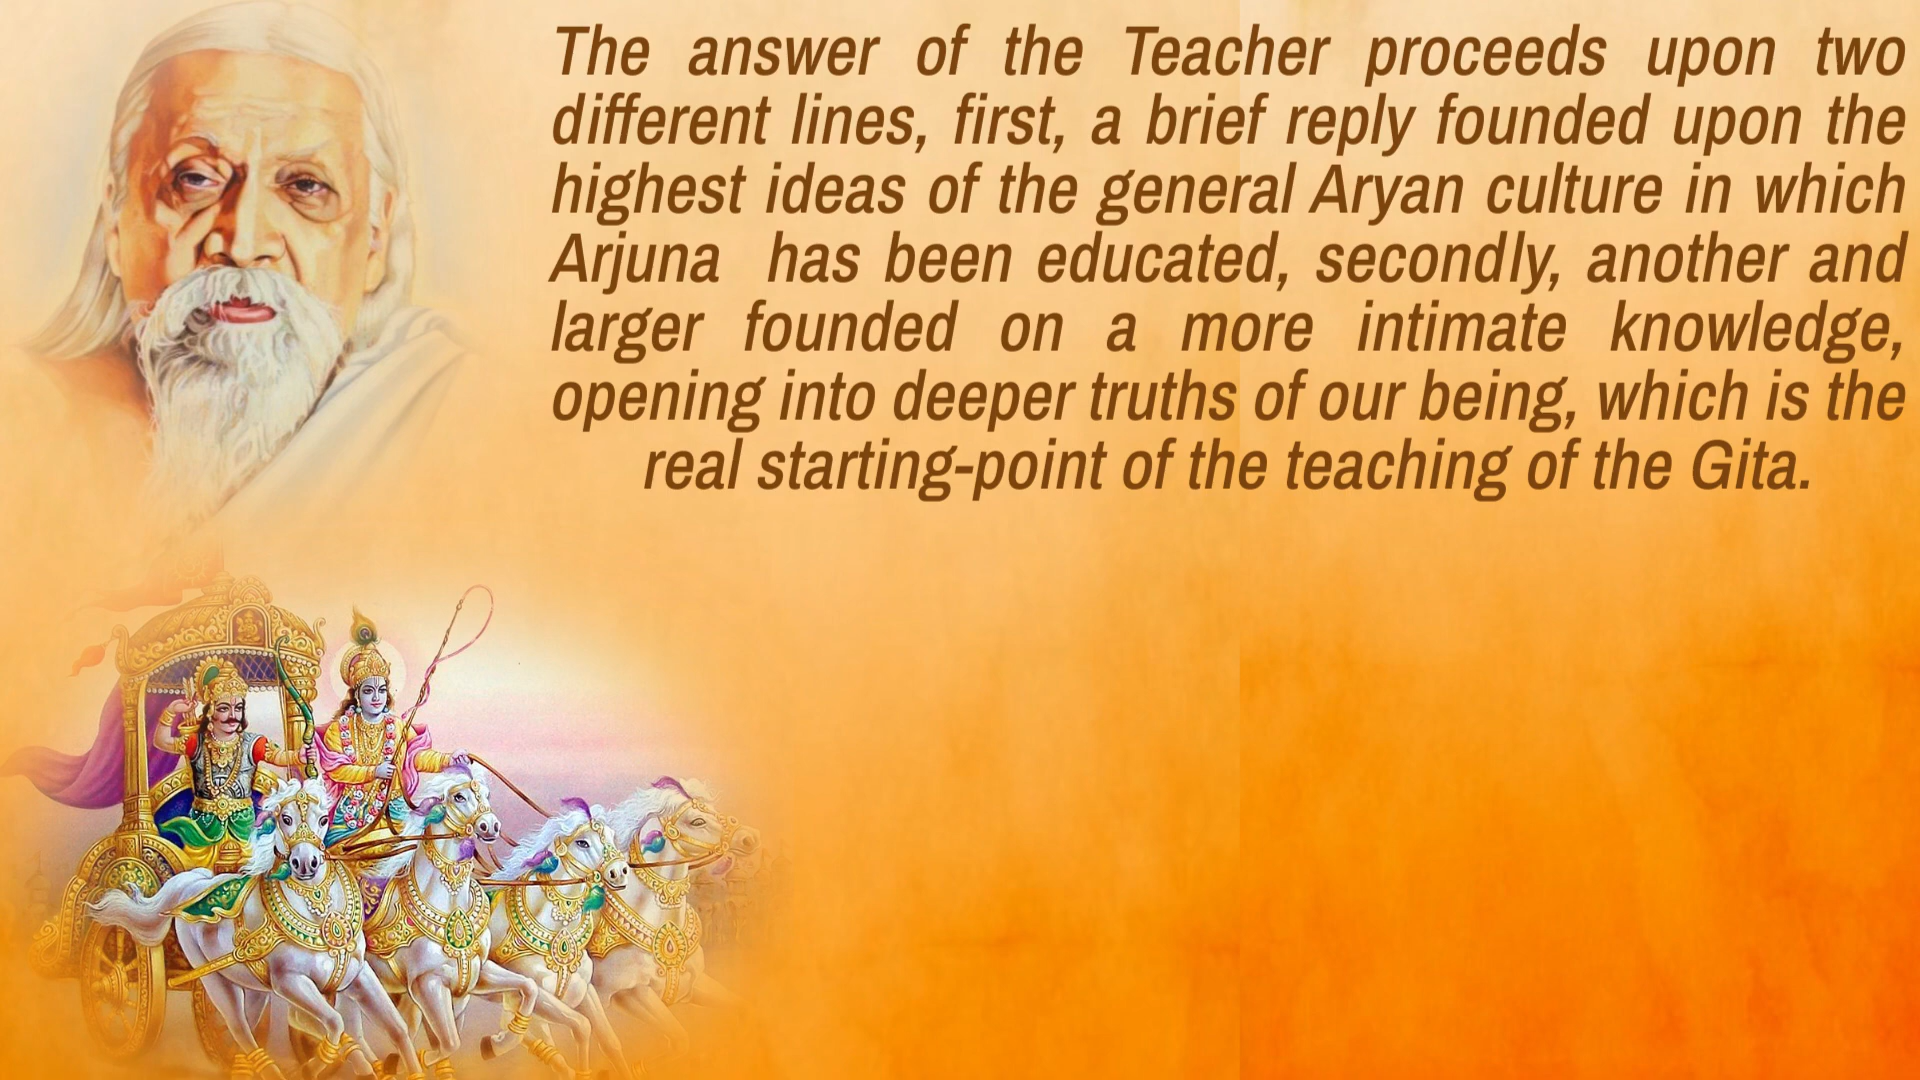 The answer of the Teacher proceeds upon two
different lines, first, a brief reply founded upon the
highest ideas of the general Aryan culture in which
Arjuna has been educated, secondly, another and
larger founded on a more intimate knowledge,
opening into deeper truths of our being, which is the
real starting-point of the teaching of the Gita.